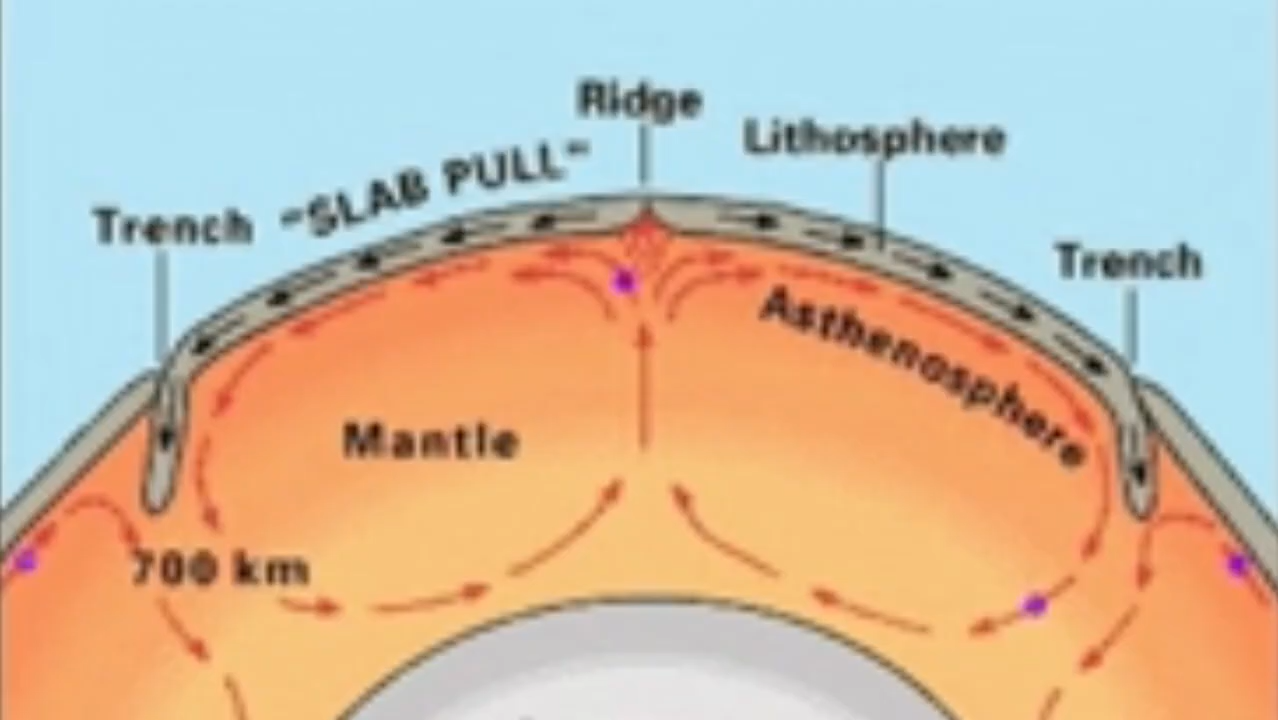 Ridge
Lithosphere
"SLAB PULL"
Trench
Trench
Asthenosphere
Mantle
700 km